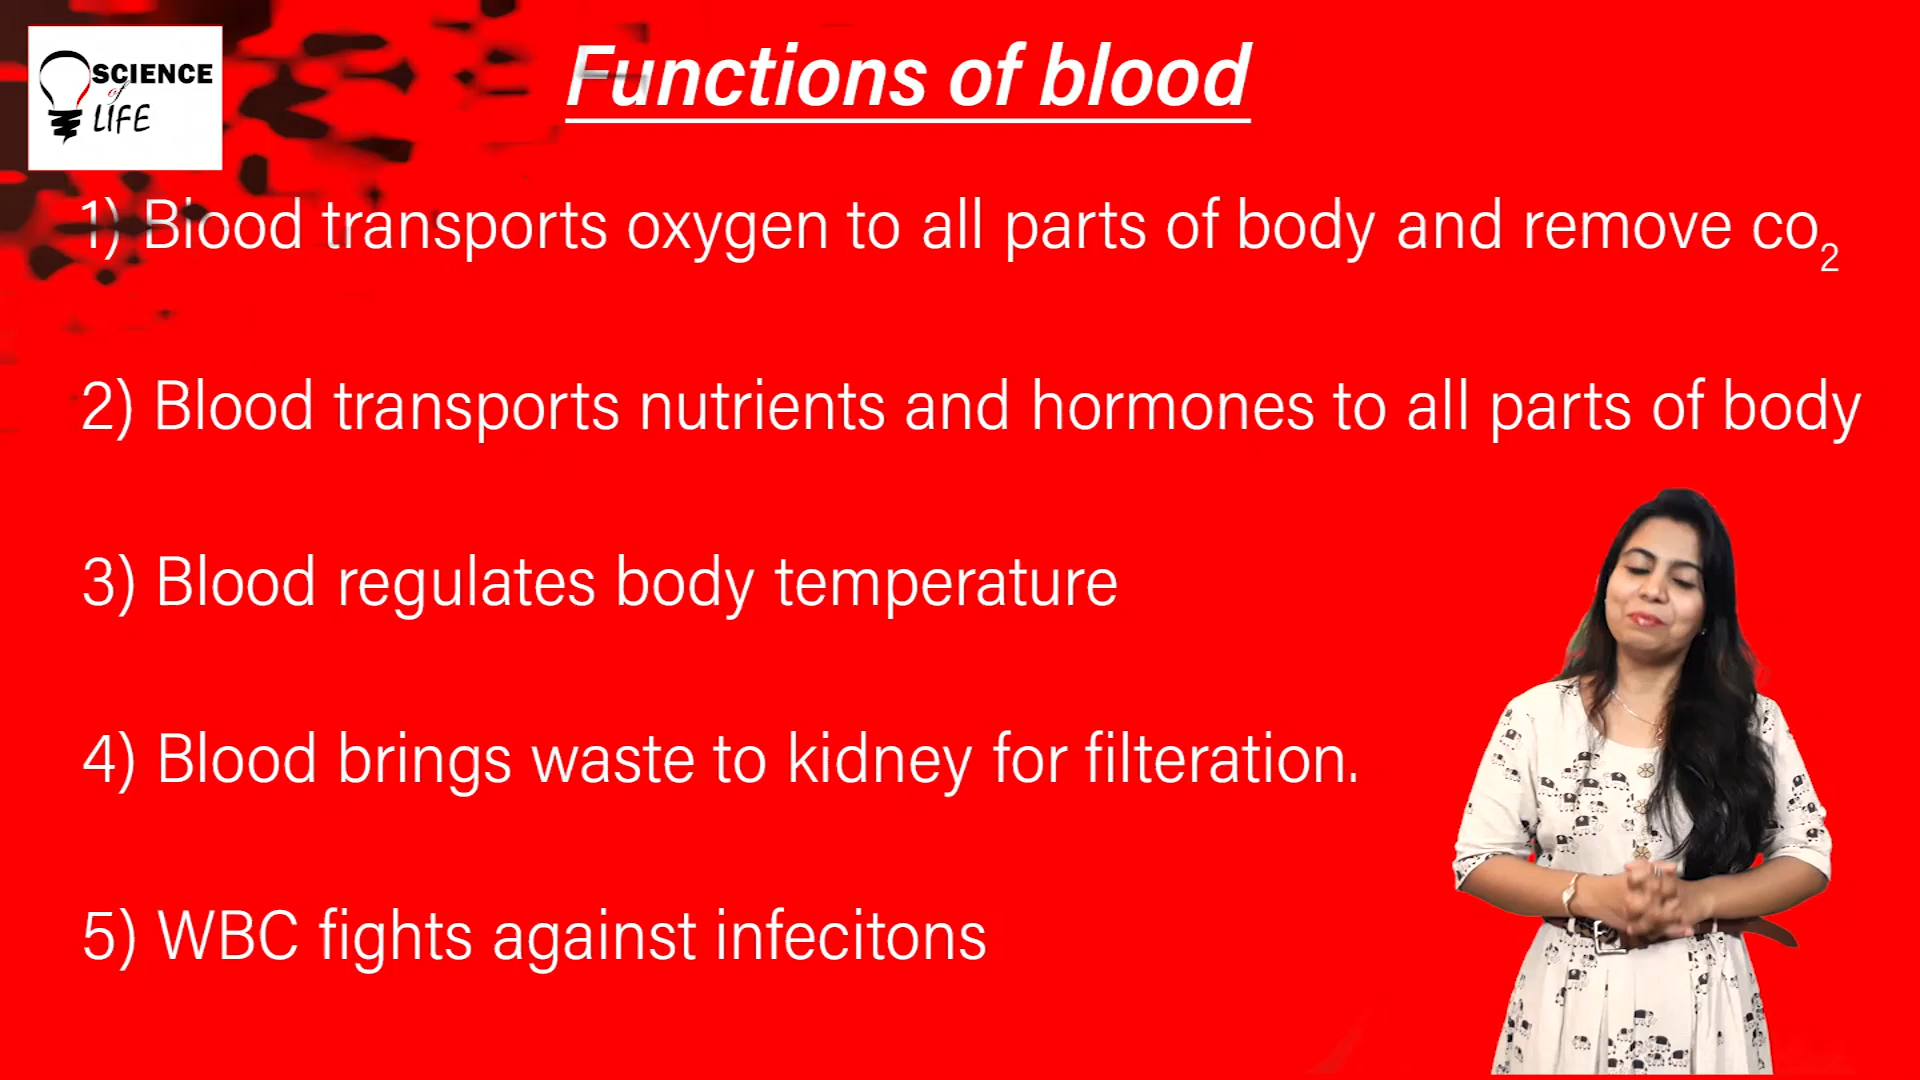 SCIENCE
of
LIFE
Functions of blood
1) Blood transports oxygen to all parts of body and remove co₂
2) Blood transports nutrients and hormones to all parts of body
3) Blood regulates body temperature
4) Blood brings waste to kidney for filteration.
5) WBC fights against infecitons